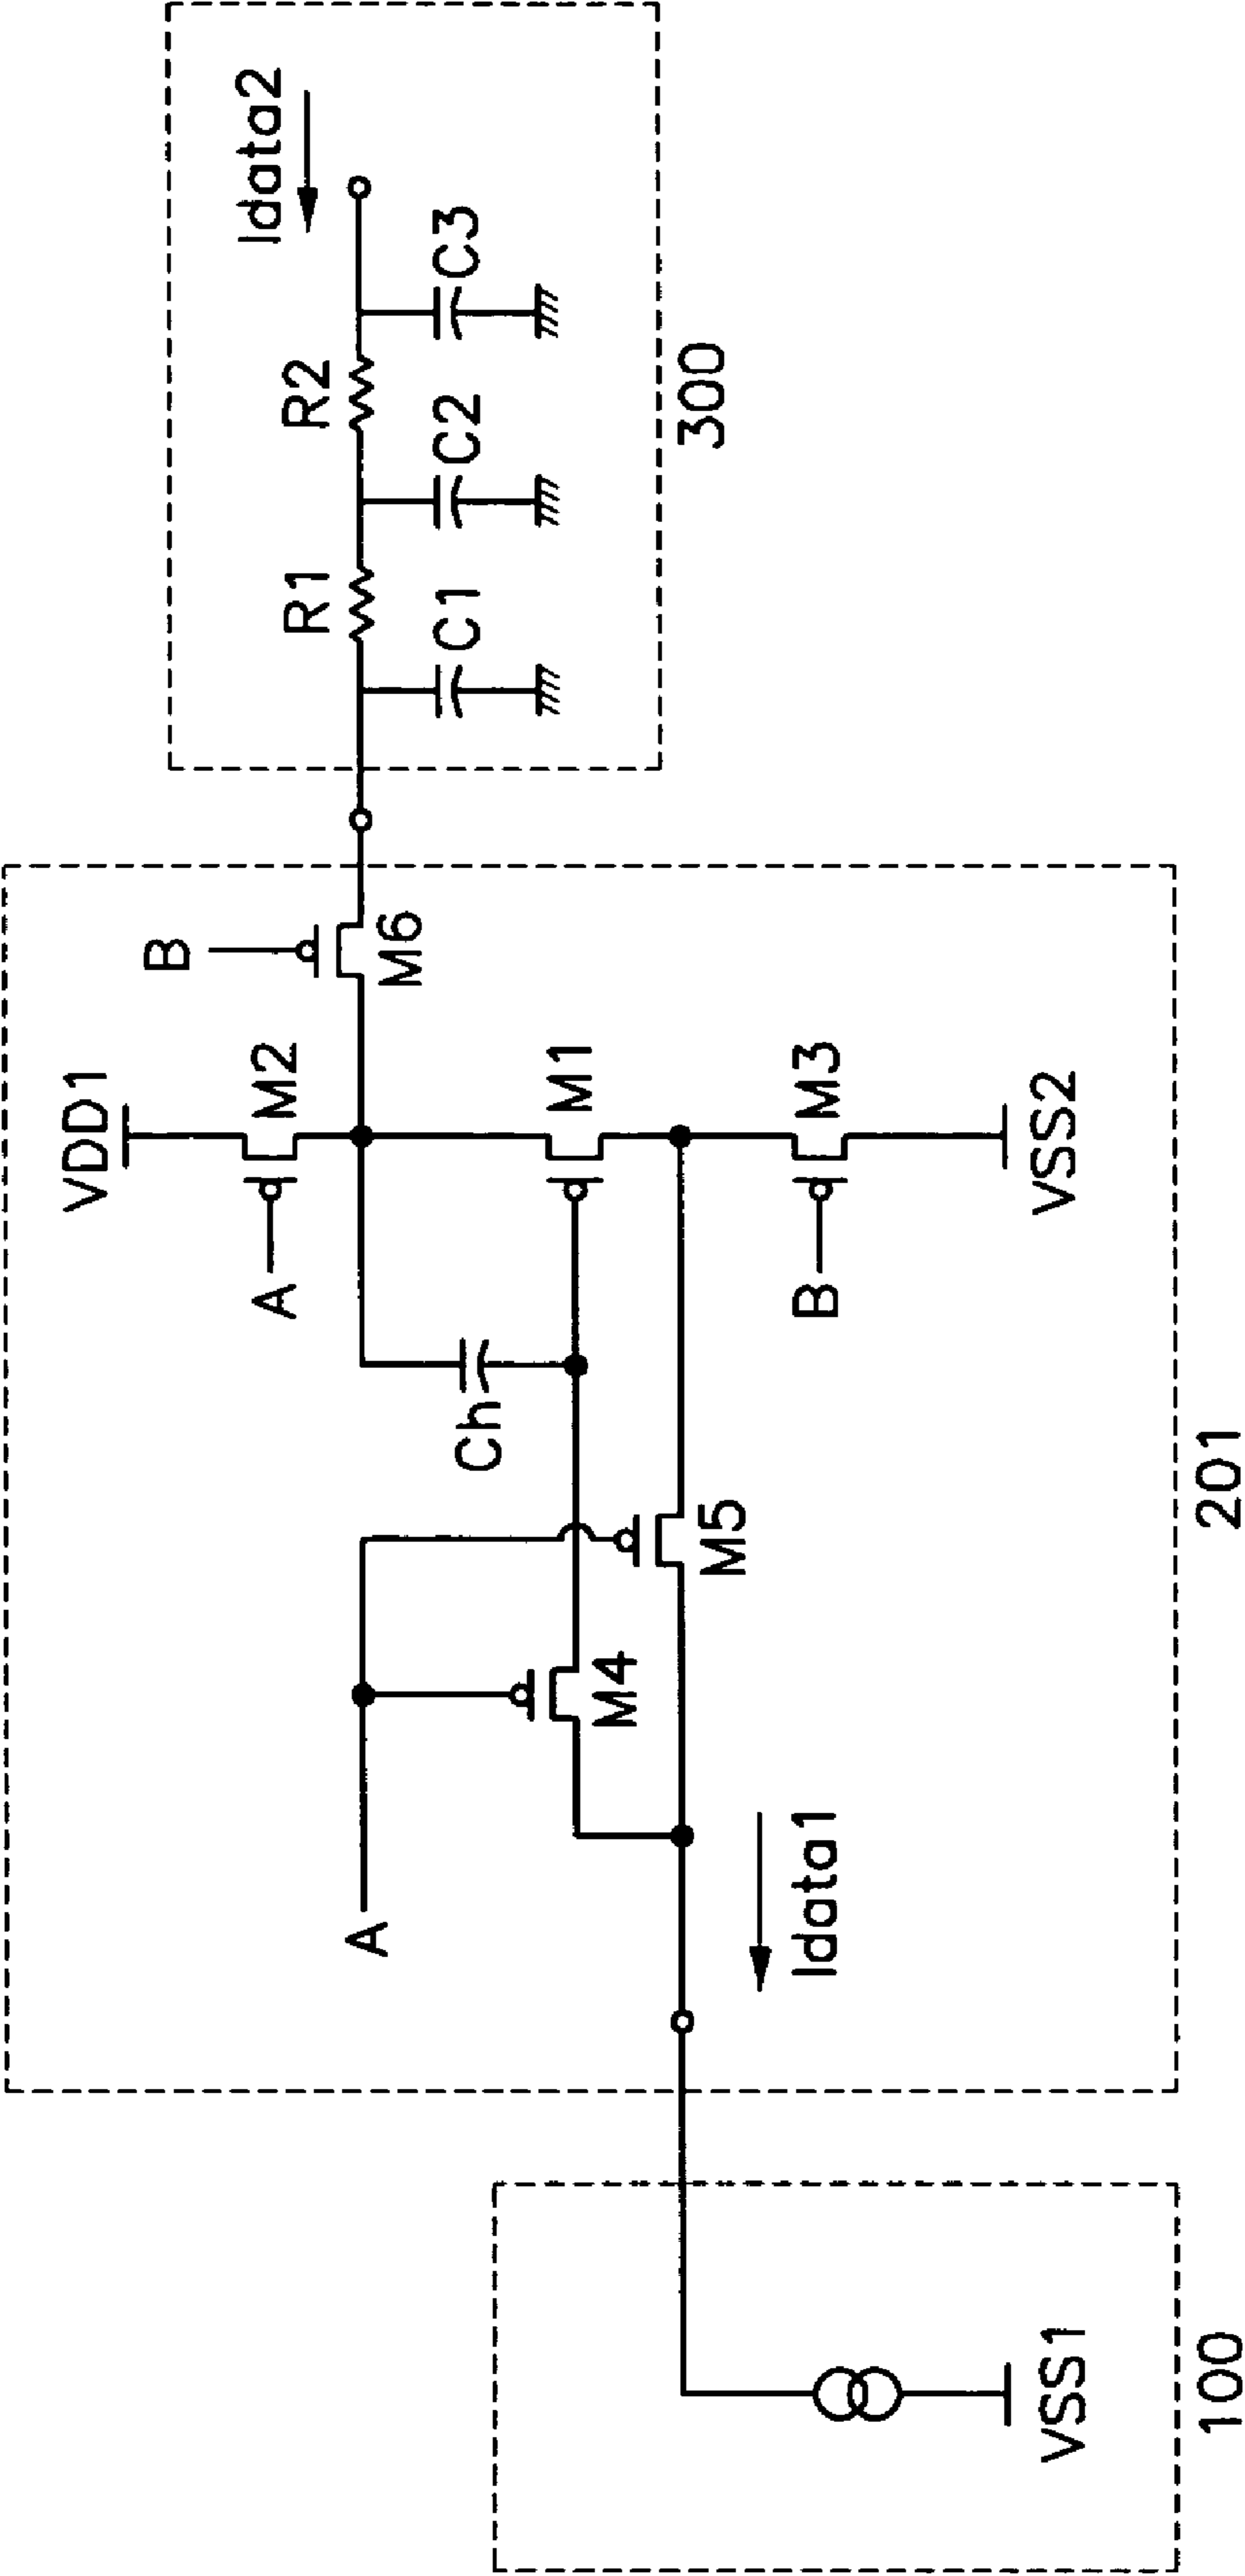 Idata2
R1
R2
C1
C2
C3
300
B
M6
VDD1
M2
A
M1
M3
B
VSS2
Ch
A
M5
M4
Idata1
201
VSS1
100